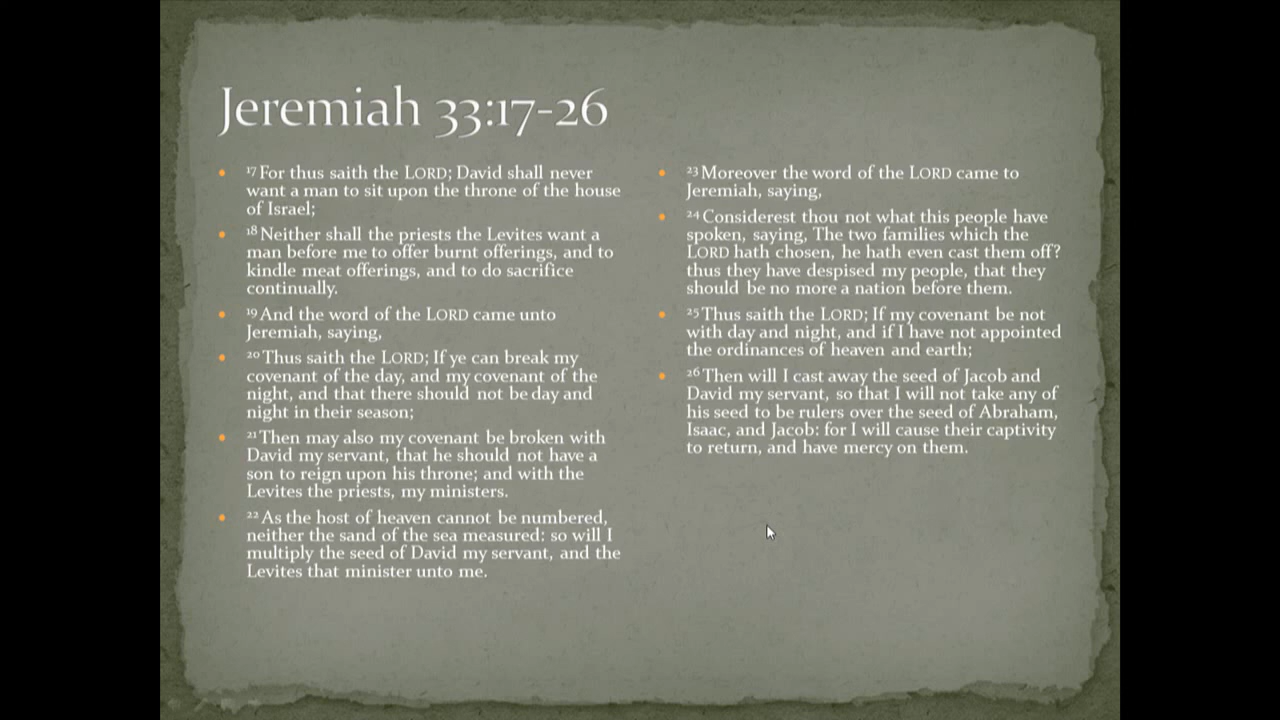 Jeremiah 33:17-26
17 For thus saith the LORD; David shall never
want a man to sit upon the throne of the house
of Israel;
18 Neither shall the priests the Levites want a
man before me to offer burnt offerings, and to
kindle meat offerings, and to do sacrifice
continually.
19 And the word of the LORD came unto
Jeremiah, saying,
20 Thus saith the LORD; If ye can break my
covenant of the day, and my covenant of the
night, and that there should not be day and
night in their season;
21 Then may also my covenant be broken with
David my servant, that he should not have a
son to reign upon his throne; and with the
Levites the priests, my ministers.
22 As the host of heaven cannot be numbered,
neither the sand of the sea measured: so will I
multiply the seed of David my servant, and the
Levites that minister unto me.
23 Moreover the word of the LORD came to
Jeremiah, saying,
24 Considerest thou not what this people have
spoken, saying, The two families which the
LORD hath chosen, he hath even cast them off?
thus they have despised my people, that they
should be no more a nation before them.
25 Thus saith the LORD; If my covenant be not
with day and night, and if I have not appointed
the ordinances of heaven and earth;
26 Then will I cast away the seed of Jacob and
David my servant, so that I will not take any of
his seed to be rulers over the seed of Abraham,
Isaac, and Jacob: for I will cause their captivity
to return, and have mercy on them.